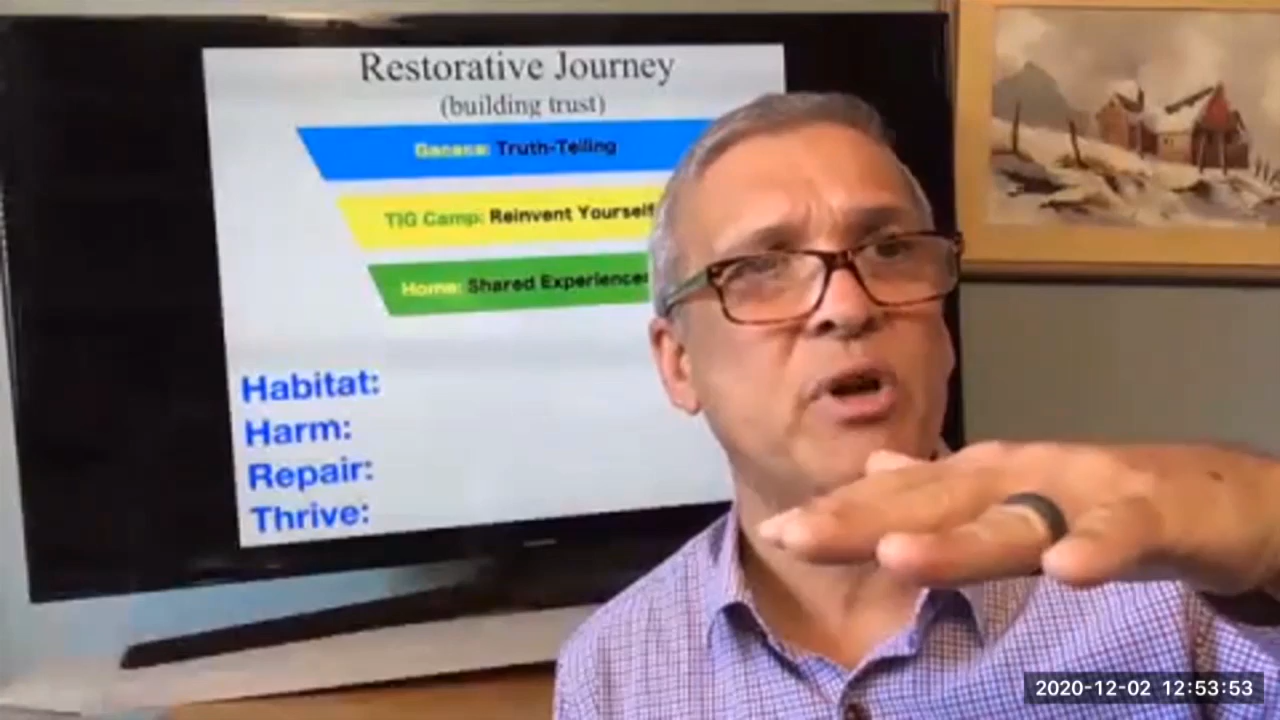 Restorative Journey
(building trust)
Gacaca: Truth-Telling
TIG Camp: Reinvent Yourself
Home: Shared Experiences
Habitat:
Harm:
Repair:
Thrive:
2020-12-02 12:53:53